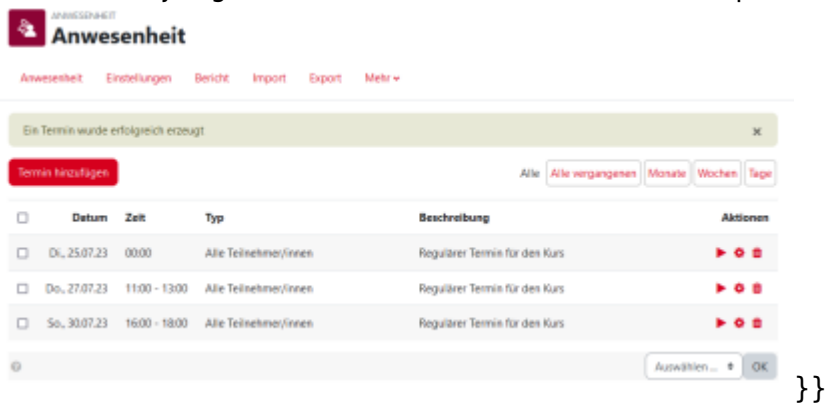 ANWESENHEIT
Anwesenheit
Anwesenheit Einstellungen Bericht Import Export Mehr
Ein Termin wurde erfolgreich erzeugt ×
Termin hinzufügen Alle Alle vergangenen Monate Wochen Tage
Datum Zeit Typ Beschreibung Aktionen
Di., 25.07.23 00:00 Alle Teilnehmer/innen Regulärer Termin für den Kurs
Do., 27.07.23 11:00 - 13:00 Alle Teilnehmer/innen Regulärer Termin für den Kurs
So., 30.07.23 16:00 - 18:00 Alle Teilnehmer/innen Regulärer Termin für den Kurs
Auswählen... OK
}}